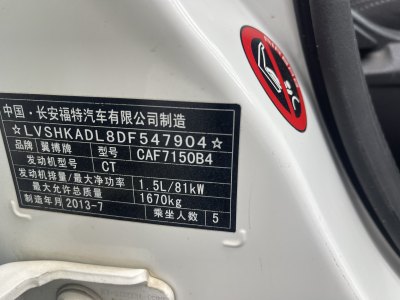 中国·长安福特汽车有限公司制造
☆LVSHKADL8DF547904☆
品牌 翼搏牌 型号 CAF7150B4
发动机型号 CT
发动机排量/最大净功率 1.5L/81kW
最大允许总质量 1670kg
制造年月 2013-7 乘坐人数 5